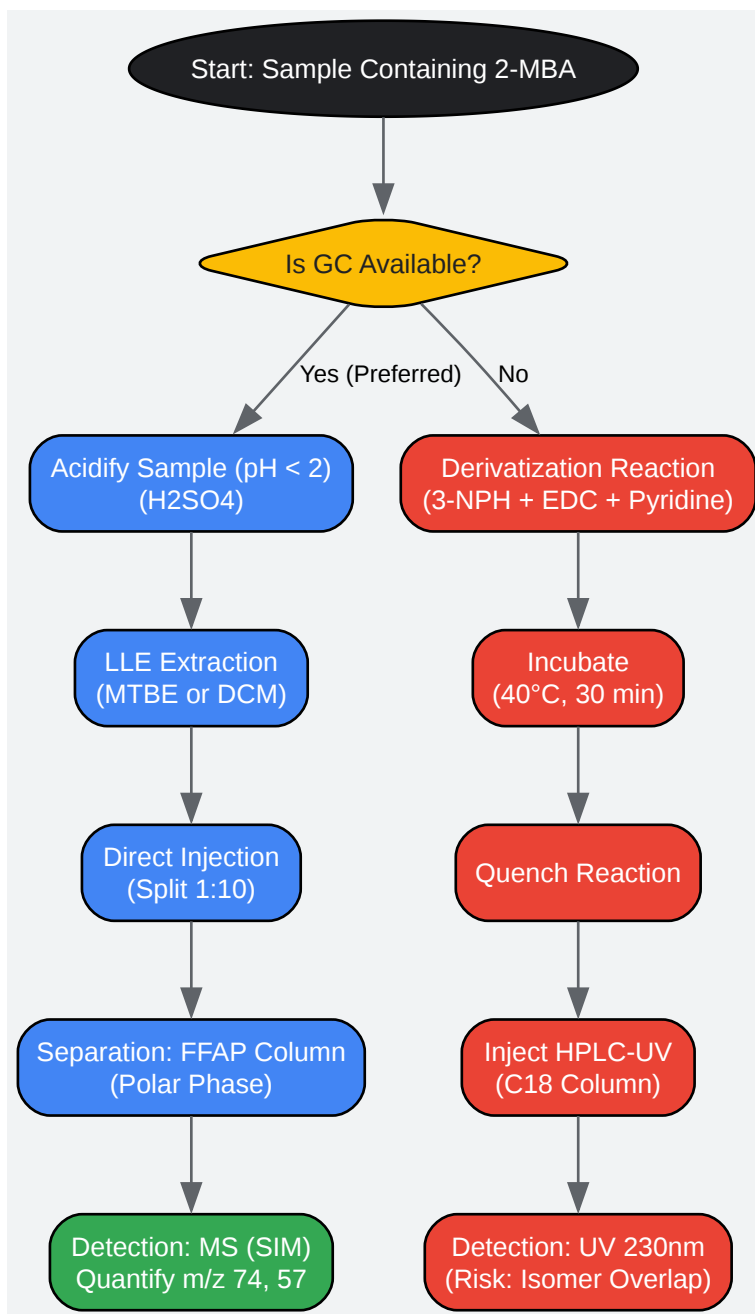 Start: Sample Containing 2-MBA
Is GC Available?
Yes (Preferred)
No
Acidify Sample (pH < 2)
(H2SO4)
Derivatization Reaction
(3-NPH + EDC + Pyridine)
LLE Extraction
(MTBE or DCM)
Incubate
(40°C, 30 min)
Direct Injection
(Split 1:10)
Quench Reaction
Separation: FFAP Column
(Polar Phase)
Inject HPLC-UV
(C18 Column)
Detection: MS (SIM)
Quantify m/z 74, 57
Detection: UV 230nm
(Risk: Isomer Overlap)